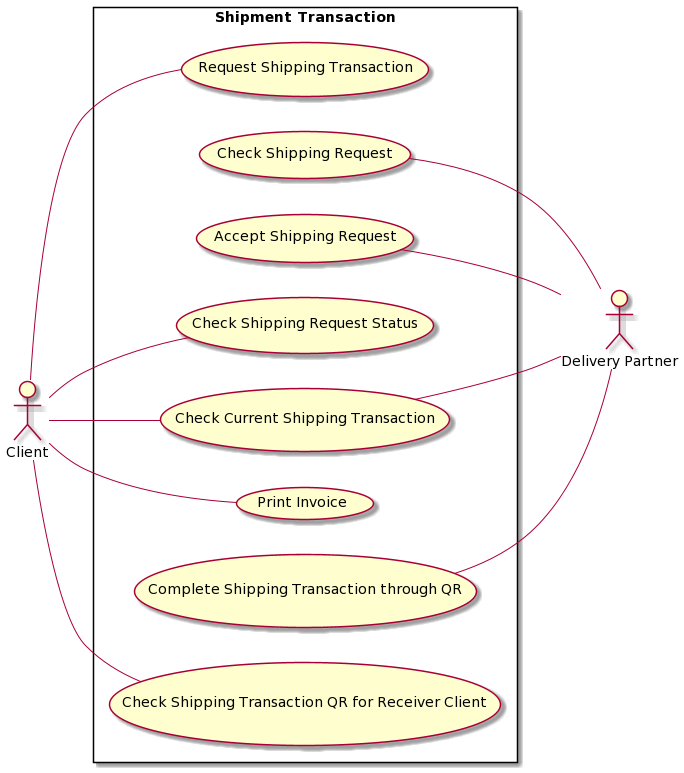 Shipment Transaction
Request Shipping Transaction
Check Shipping Request
Accept Shipping Request
Check Shipping Request Status
Delivery Partner
Check Current Shipping Transaction
Client
Print Invoice
Complete Shipping Transaction through QR
Check Shipping Transaction QR for Receiver Client